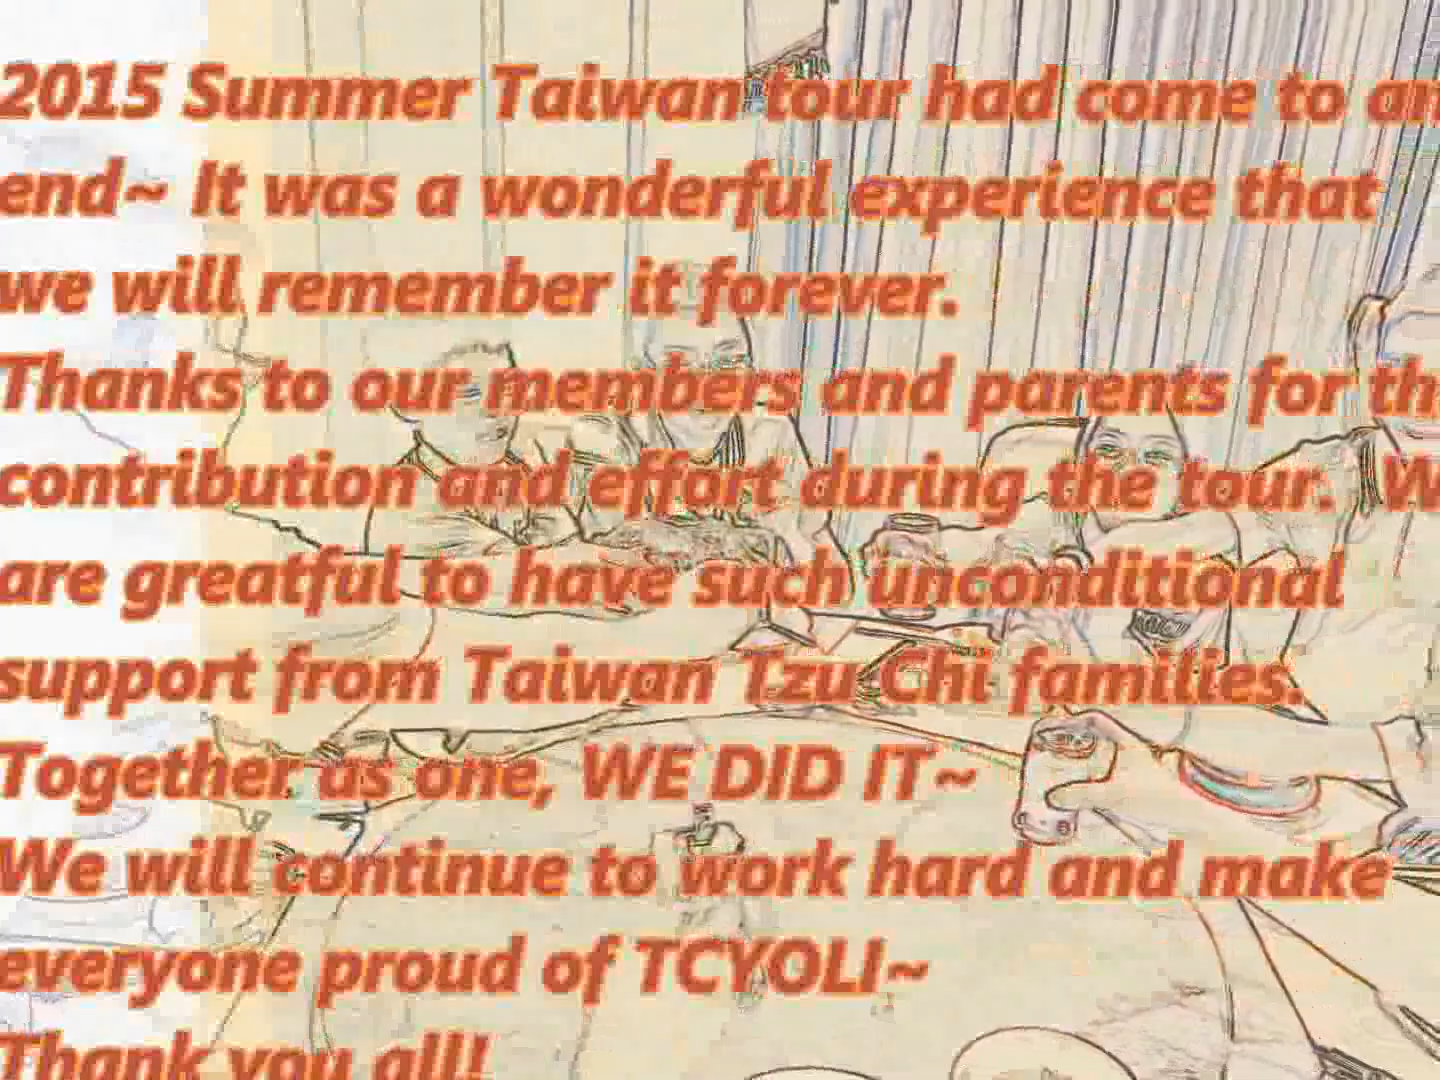 2015 Summer Taiwan tour had come to an
end~ It was a wonderful experience that
we will remember it forever.
Thanks to our members and parents for th
contribution and effort during the tour. W
are greatful to have such unconditional
support from Taiwan Tzu Chi families.
Together as one, WE DID IT~
We will continue to work hard and make
everyone proud of TCYOLI~
Thank you all!